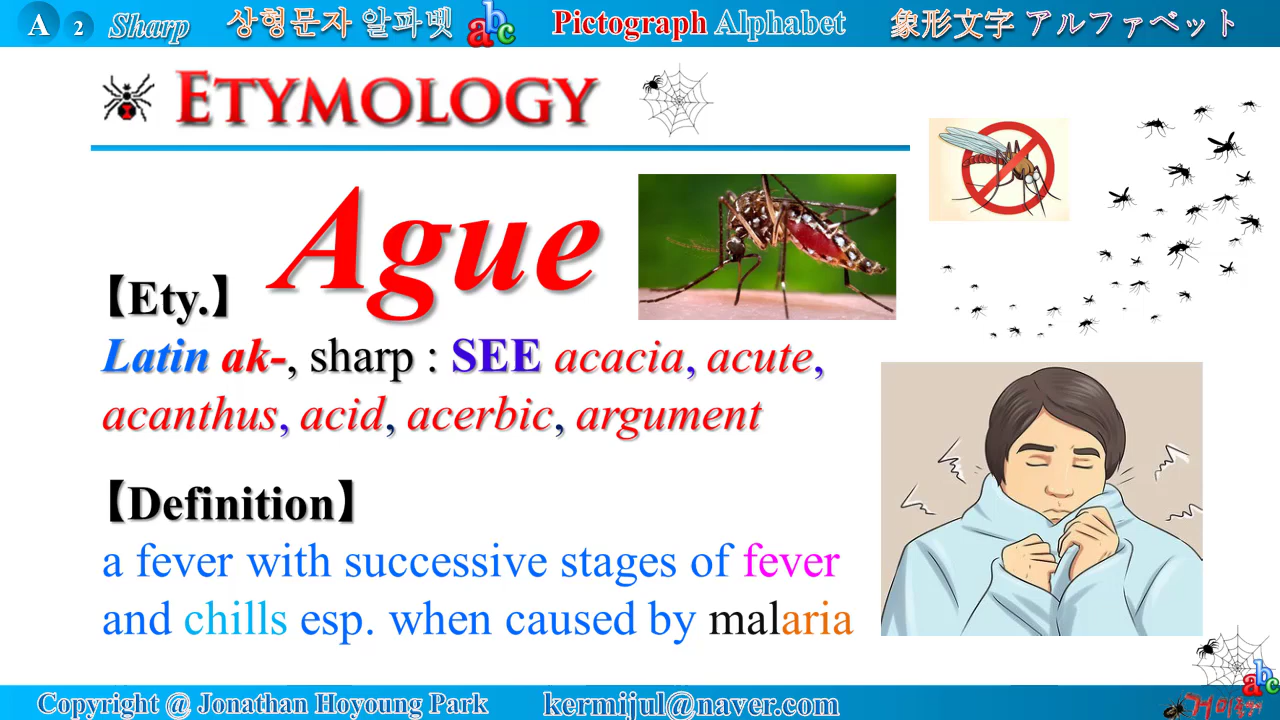 A 2 Sharp 상형문자 알파벳 abc Pictograph Alphabet 象形文字 アルファベット
ETYMOLOGY
【Ety.】 Ague
Latin ak-, sharp : SEE acacia, acute,
acanthus, acid, acerbic, argument
【Definition】
a fever with successive stages of fever
and chills esp. when caused by malaria
abc
Copyright @ Jonathan Hoyoung Park kermijul@naver.com